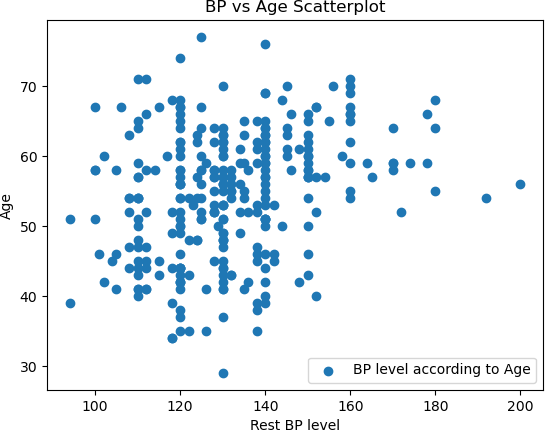 BP vs Age Scatterplot
70
60
50
40
30
Age
BP level according to Age
100 120 140 160 180 200
Rest BP level